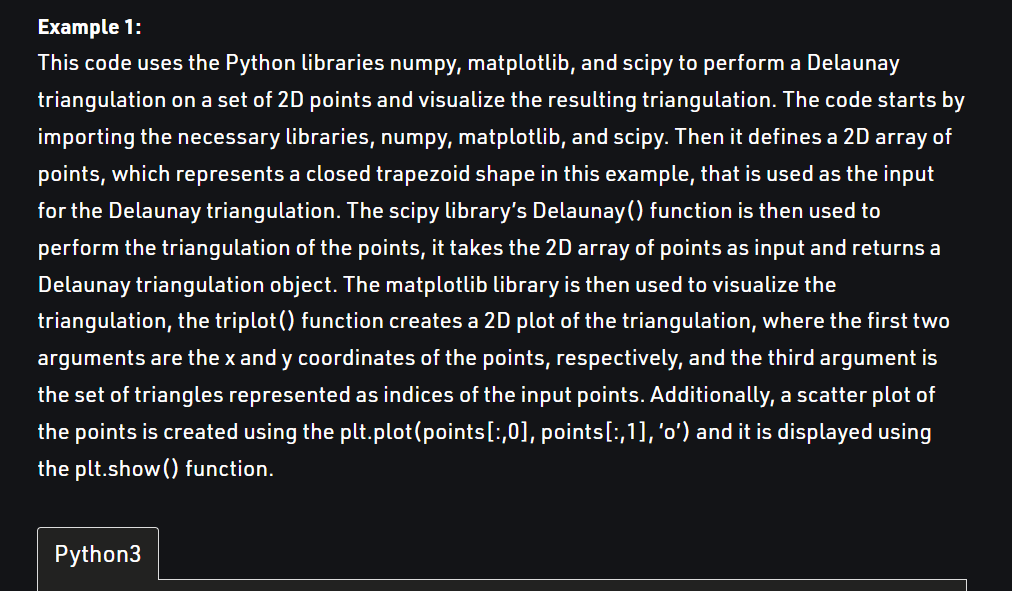 Example 1:
This code uses the Python libraries numpy, matplotlib, and scipy to perform a Delaunay
triangulation on a set of 2D points and visualize the resulting triangulation. The code starts by
importing the necessary libraries, numpy, matplotlib, and scipy. Then it defines a 2D array of
points, which represents a closed trapezoid shape in this example, that is used as the input
for the Delaunay triangulation. The scipy library’s Delaunay() function is then used to
perform the triangulation of the points, it takes the 2D array of points as input and returns a
Delaunay triangulation object. The matplotlib library is then used to visualize the
triangulation, the triplot() function creates a 2D plot of the triangulation, where the first two
arguments are the x and y coordinates of the points, respectively, and the third argument is
the set of triangles represented as indices of the input points. Additionally, a scatter plot of
the points is created using the plt.plot(points[:,0], points[:,1], ‘o’) and it is displayed using
the plt.show() function.
Python3